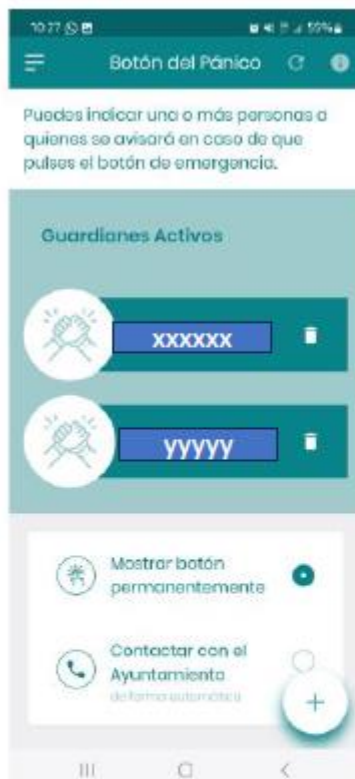 10:27
59%
Botón del Pánico
Puedes indicar una o más personas a
quienes se avisará en caso de que
pulses el botón de emergencia.
Guardianes Activos
xxxxxx
yyyyy
Mostrar botón
permanentemente
Contactar con el
Ayuntamiento
de forma automática
+